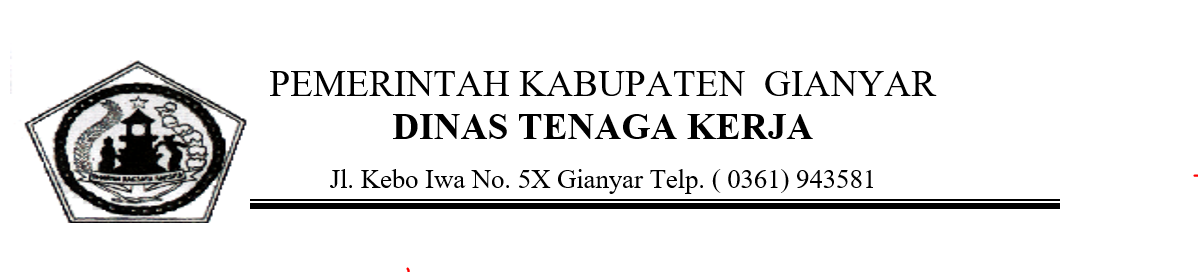 PEMERINTAH KABUPATEN GIANYAR
DINAS TENAGA KERJA
Jl. Kebo Iwa No. 5X Gianyar Telp. ( 0361) 943581